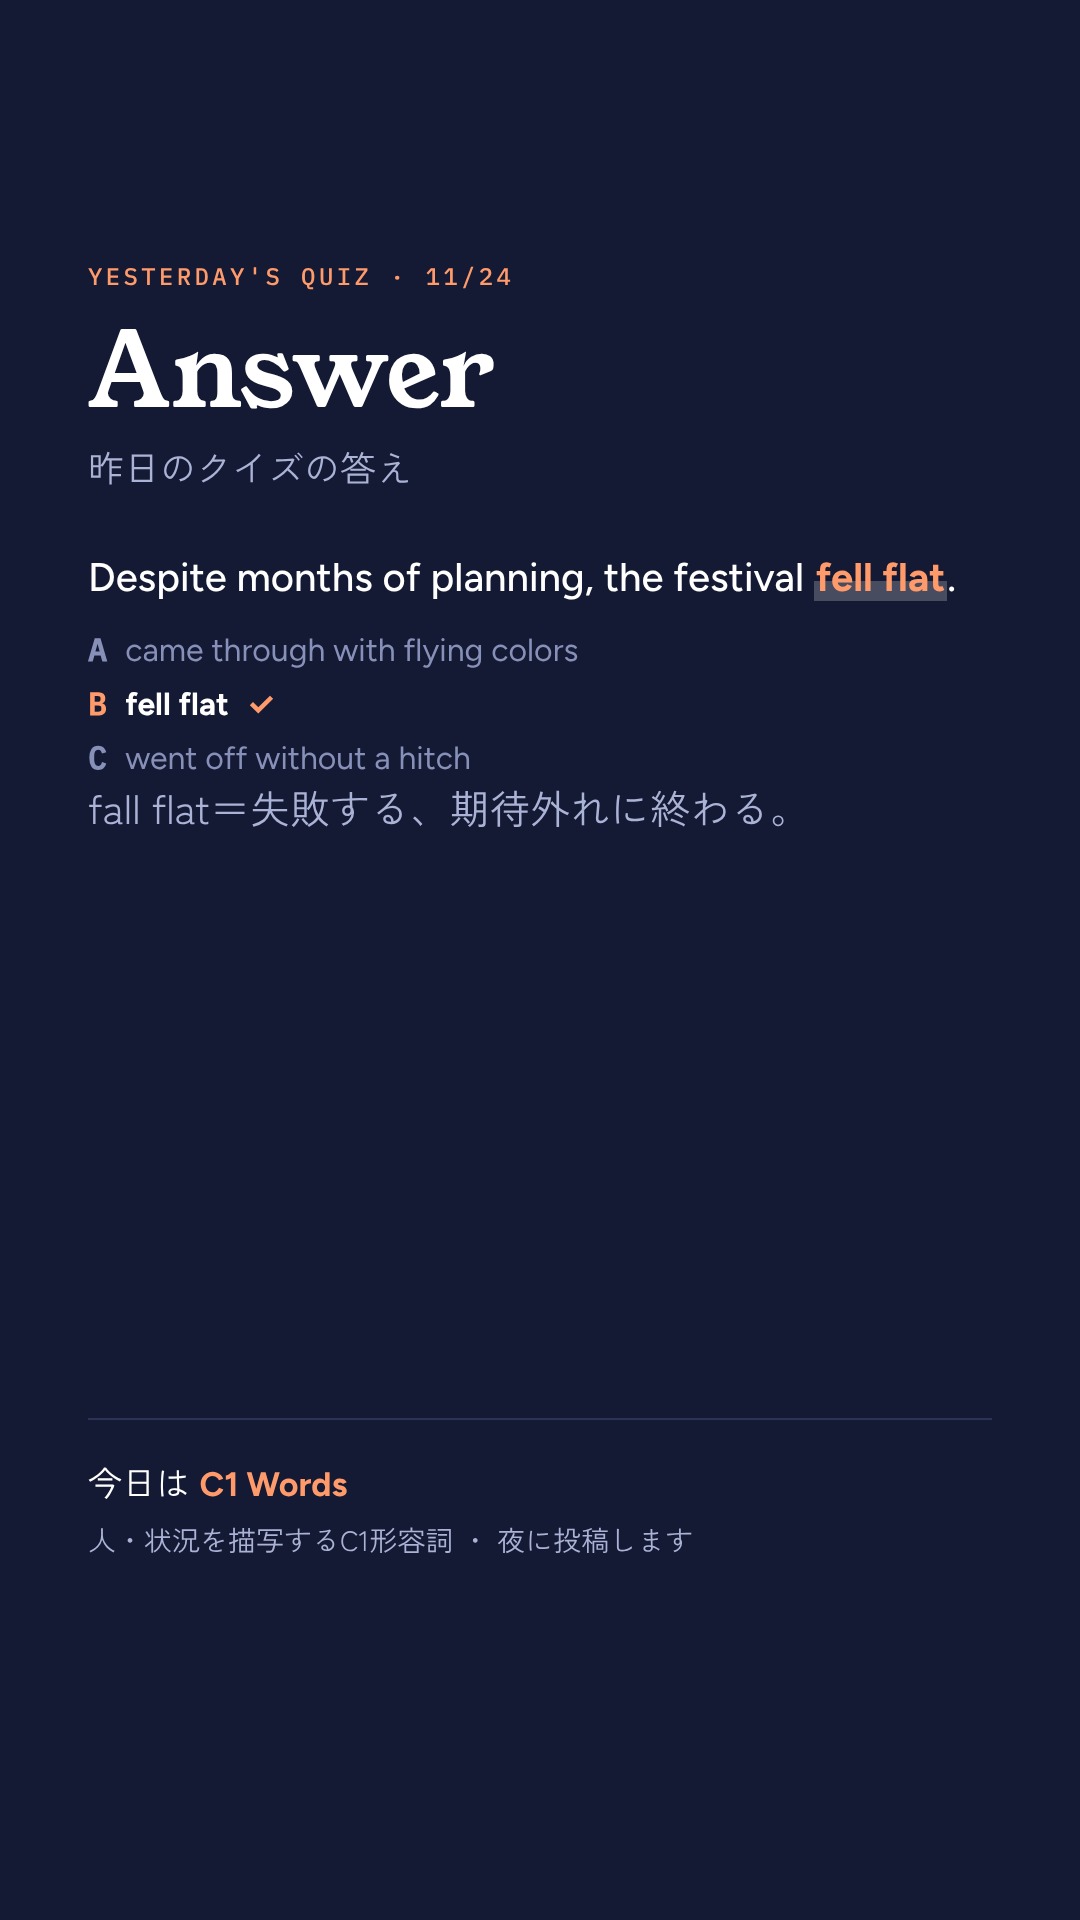 YESTERDAY'S QUIZ · 11/24
Answer
昨日のクイズの答え
Despite months of planning, the festival fell flat.
A came through with flying colors
B fell flat ✓
C went off without a hitch
fall flat＝失敗する、期待外れに終わる。
今日は C1 Words
人・状況を描写するC1形容詞 ・ 夜に投稿します